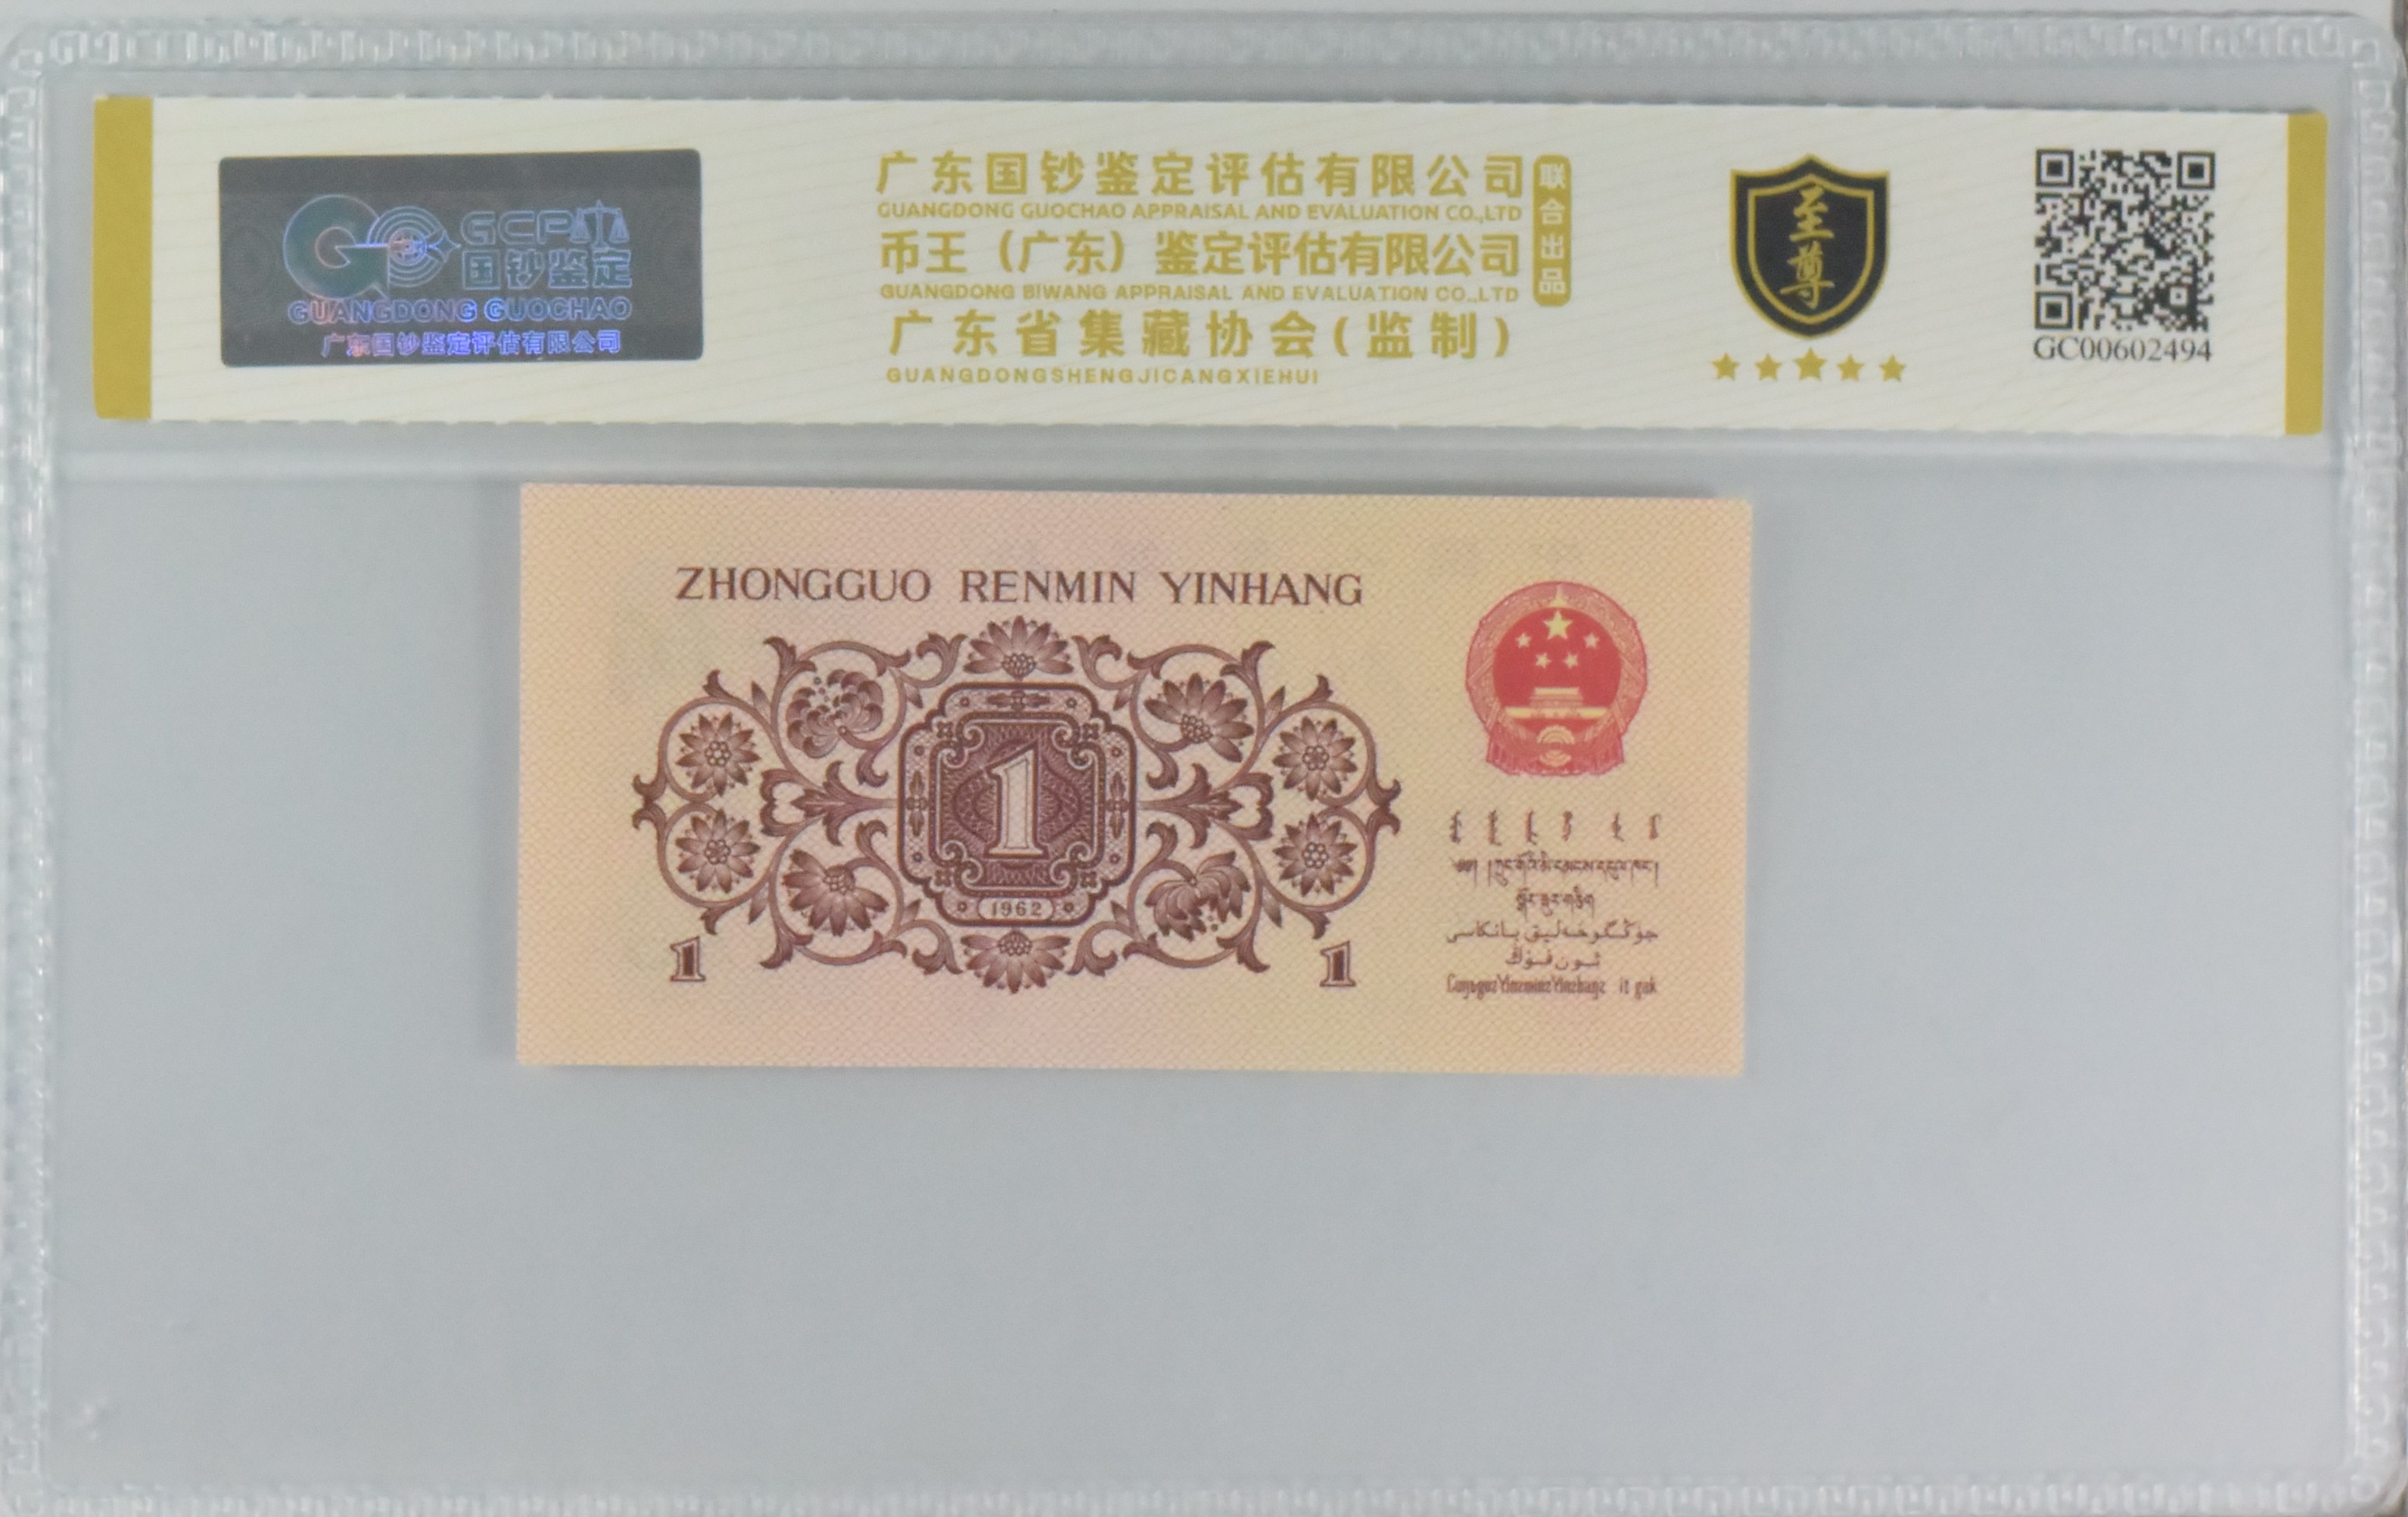 GCP
国钞鉴定
GUANGDONG GUOCHAO
广东国钞鉴定评估有限公司
广东国钞鉴定评估有限公司
GUANGDONG GUOCHAO APPRAISAL AND EVALUATION CO.,LTD
币王（广东）鉴定评估有限公司
GUANGDONG BIWANG APPRAISAL AND EVALUATION CO.,LTD
广东省集藏协会(监制)
GUANGDONGSHENGJICANGXIEHUI
联合出品
至尊
GC00602494
ZHONGGUO RENMIN YINHANG
1
1962
1
1
جۇڭگو خەلىق بانكاسى